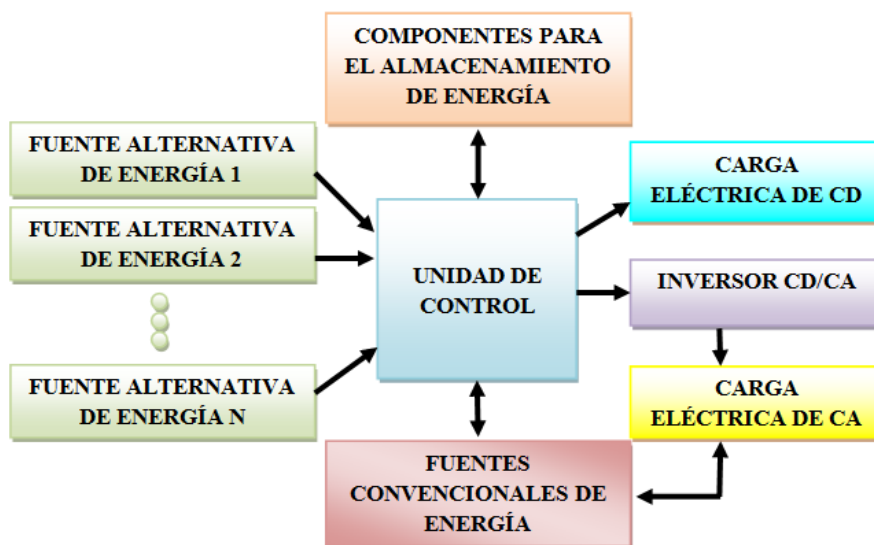 COMPONENTES PARA
EL ALMACENAMIENTO
DE ENERGÍA
FUENTE ALTERNATIVA
DE ENERGÍA 1
FUENTE ALTERNATIVA
DE ENERGÍA 2
FUENTE ALTERNATIVA
DE ENERGÍA N
UNIDAD DE
CONTROL
CARGA
ELÉCTRICA DE CD
INVERSOR CD/CA
CARGA
ELÉCTRICA DE CA
FUENTES
CONVENCIONALES DE
ENERGÍA